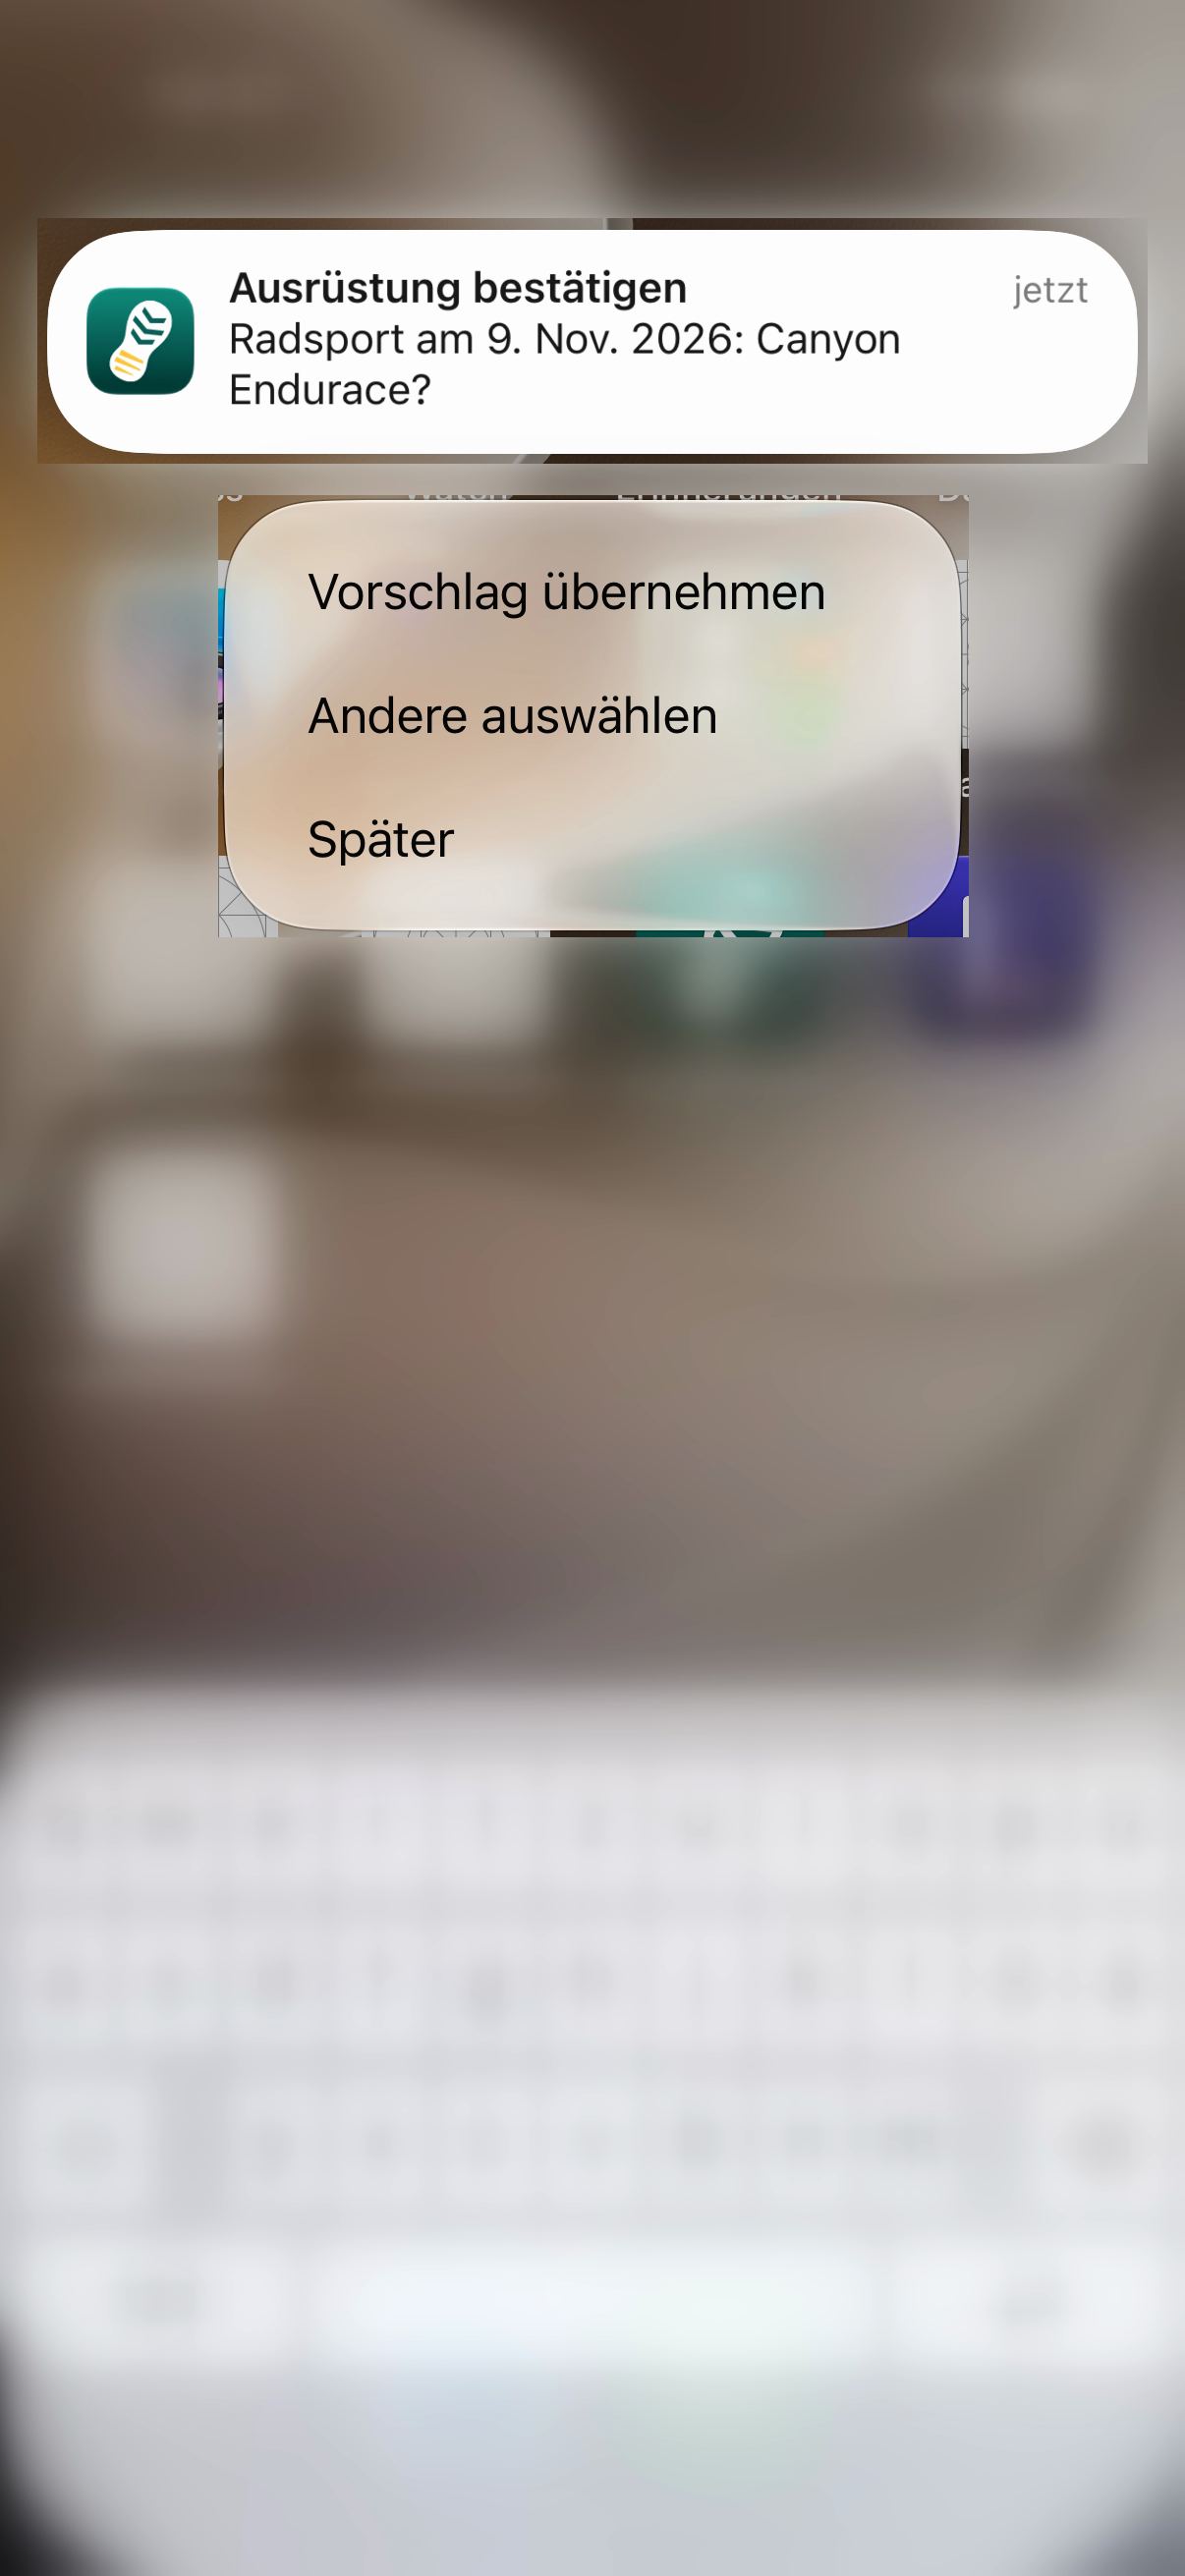 Ausrüstung bestätigen
jetzt
Radsport am 9. Nov. 2026: Canyon
Endurace?
Vorschlag übernehmen
Andere auswählen
Später